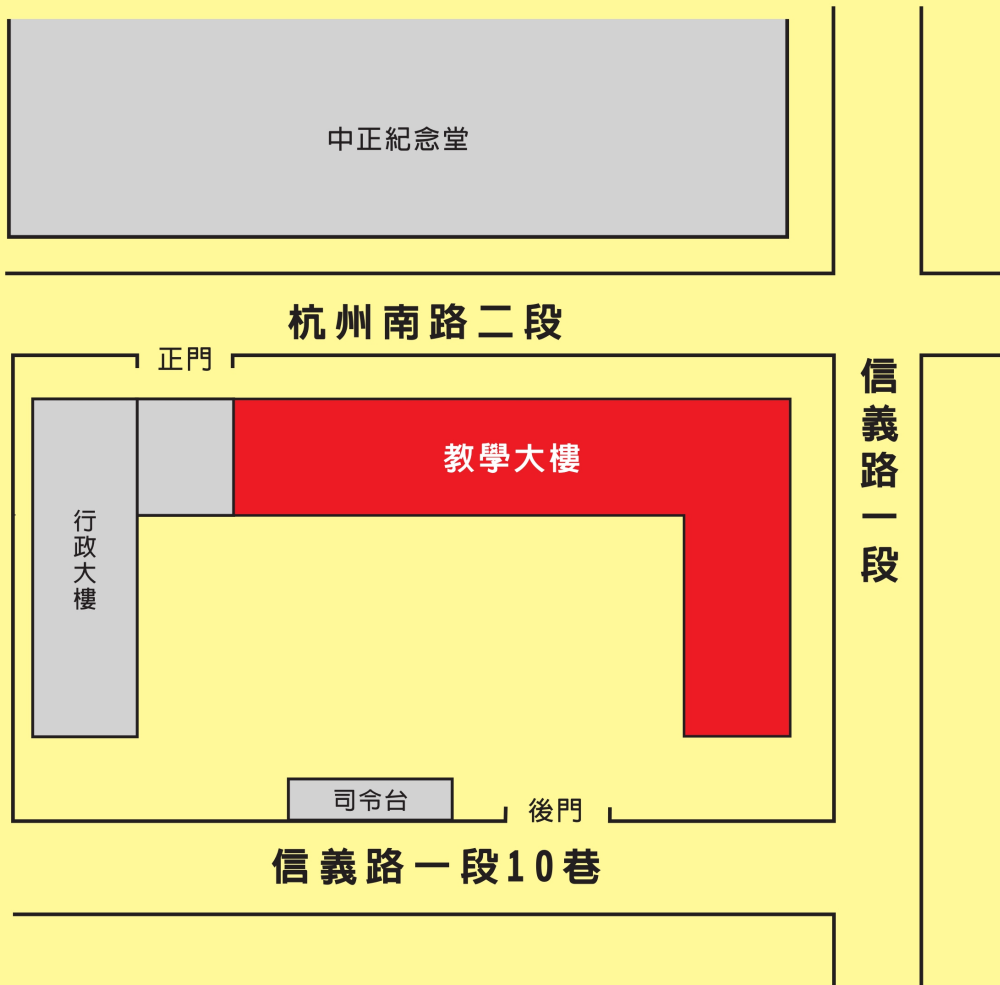 中正紀念堂
杭州南路二段
正門
信義路一段
教學大樓
行政大樓
司令台
後門
信義路一段10巷